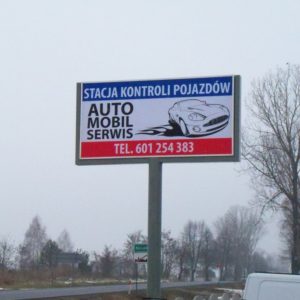 STACJA KONTROLI POJAZDÓW
AUTO
MOBIL
SERWIS
TEL. 601 254 383